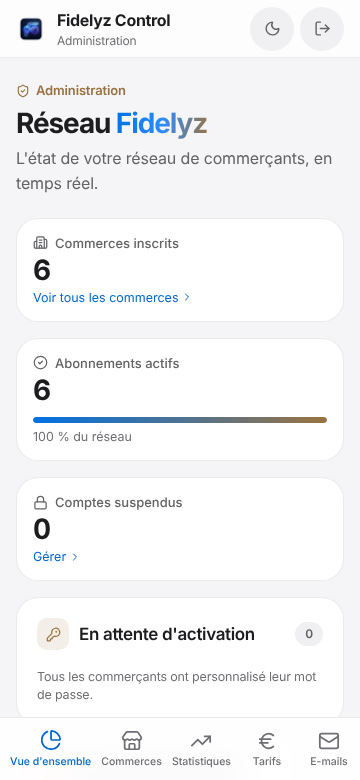 Fidelyz Control
Administration
Administration
Réseau Fidelyz
L'état de votre réseau de commerçants, en
temps réel.
Commerces inscrits
6
Voir tous les commerces
Abonnements actifs
6
100 % du réseau
Comptes suspendus
0
Gérer
En attente d'activation
0
Tous les commerçants ont personnalisé leur mot
de passe.
Vue d'ensemble
Commerces
Statistiques
Tarifs
E-mails